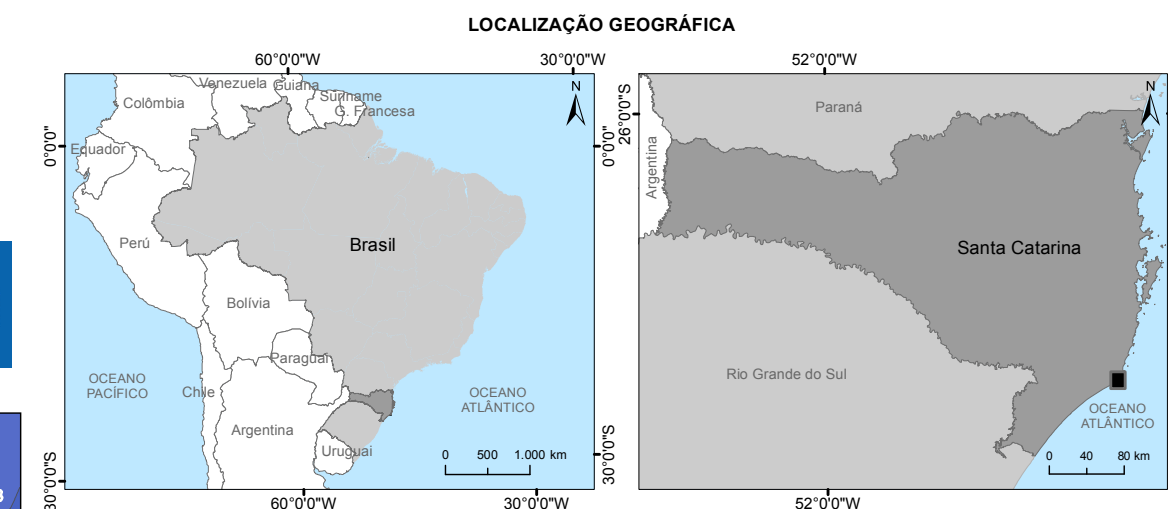 LOCALIZAÇÃO GEOGRÁFICA
60°0'0"W
30°0'0"W
52°0'0"W
Venezuela
Guiana
Suriname
G. Francesa
Colômbia
Equador
0°0'0"
0°0'0"
N
Perú
Brasil
Bolívia
Paraguai
Chile
Argentina
Uruguai
OCEANO
PACÍFICO
OCEANO
ATLÂNTICO
0 500 1.000 km
30°0'0"S
30°0'0"S
60°0'0"W
30°0'0"W
26°0'0"S
Paraná
N
Argentina
Santa Catarina
Rio Grande do Sul
OCEANO
ATLÂNTICO
0 40 80 km
52°0'0"W